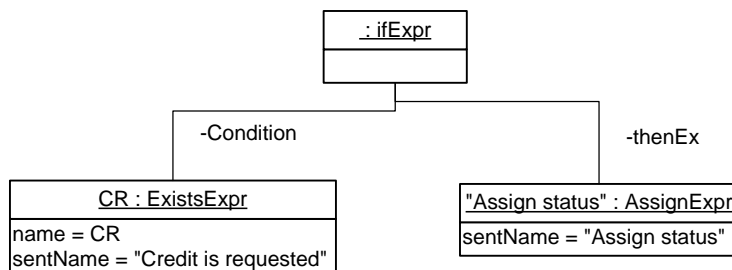 : ifExpr
-Condition
-thenEx
CR : ExistsExpr
name = CR
sentName = "Credit is requested"
"Assign status" : AssignExpr
sentName = "Assign status"